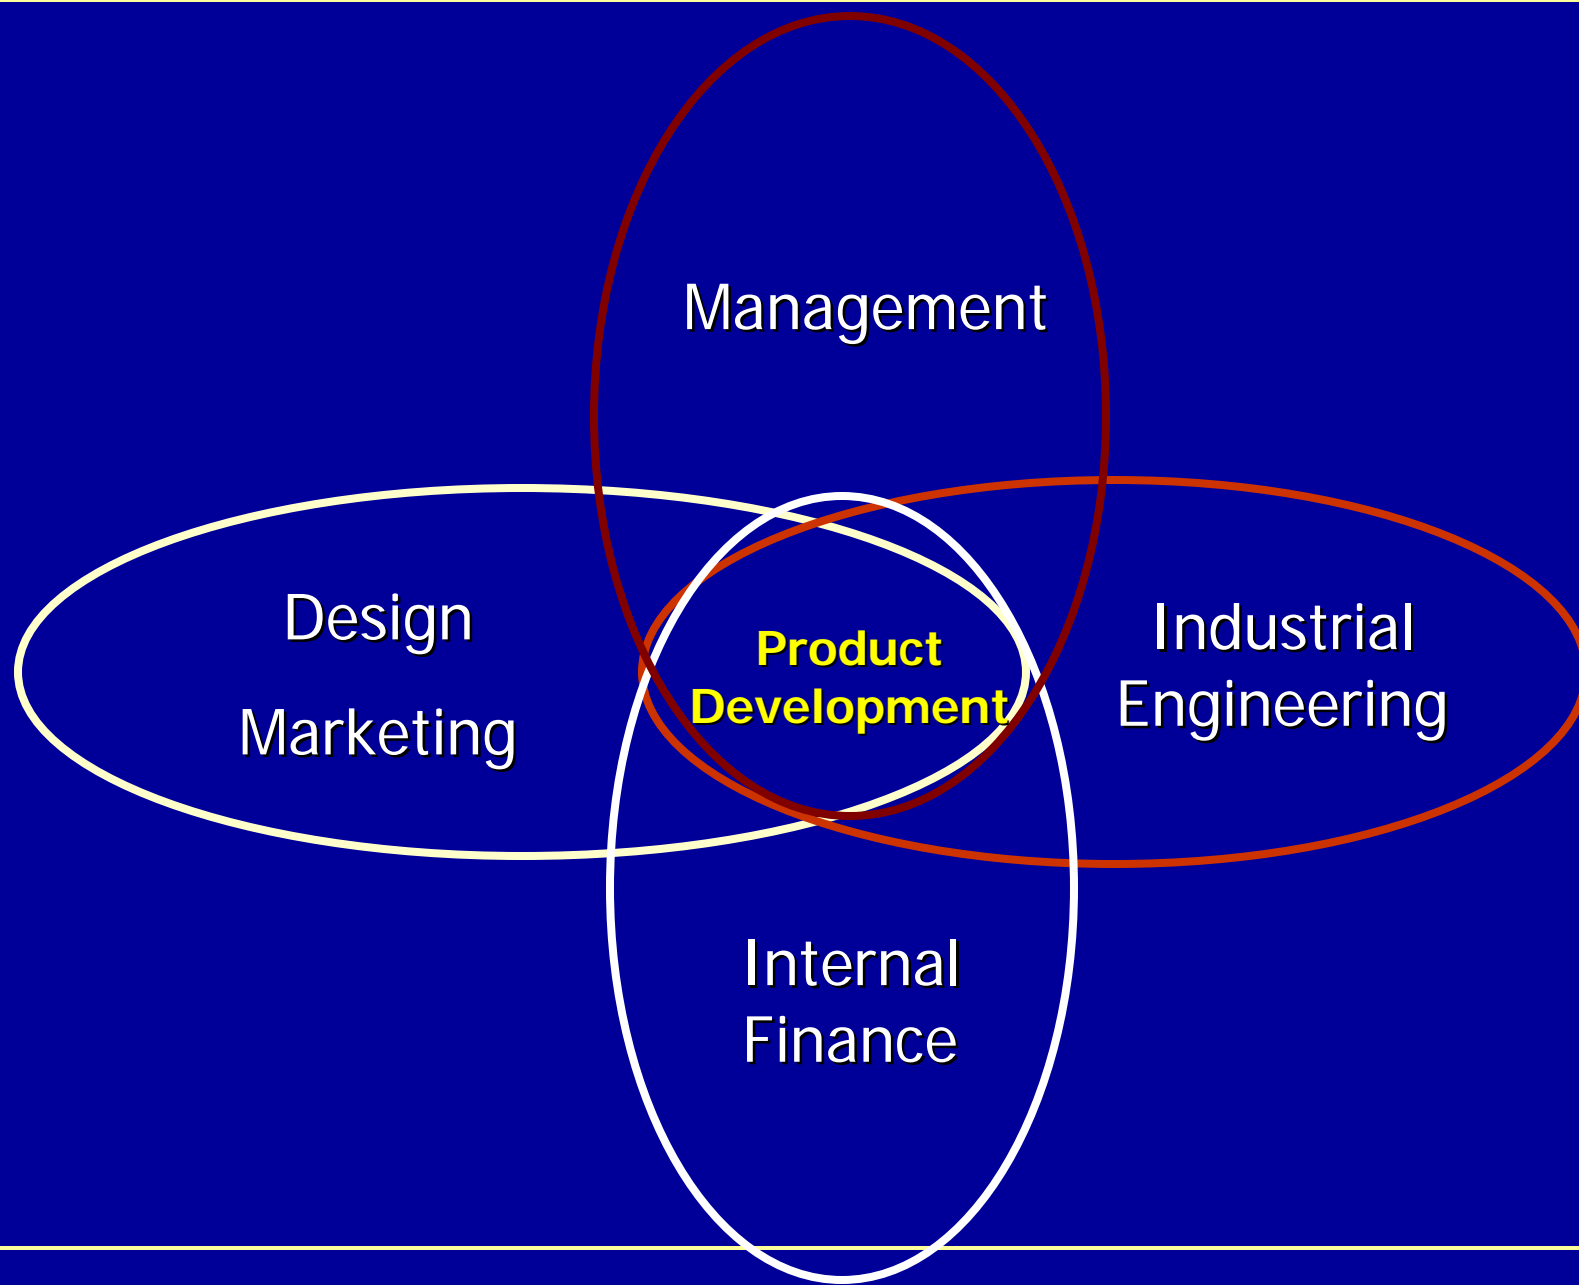 Management
Design
Marketing
Product
Development
Industrial
Engineering
Internal
Finance